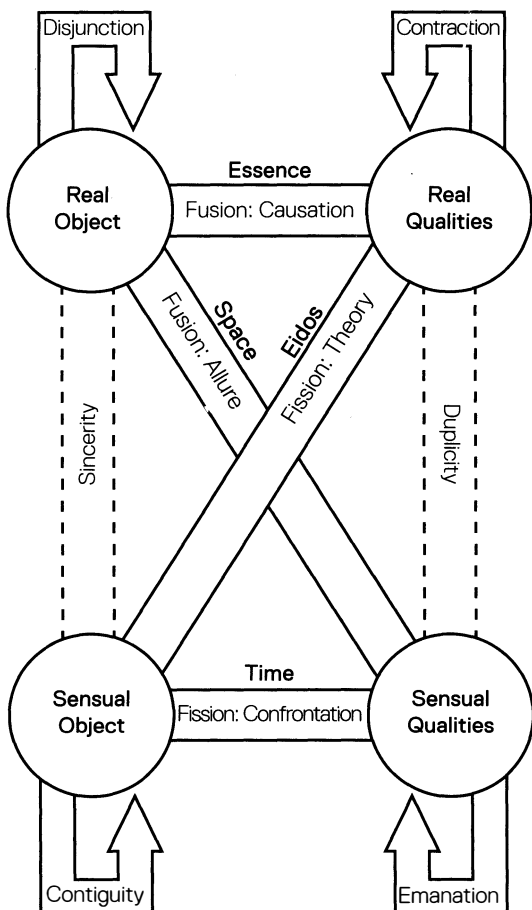 Disjunction
Contraction
Real
Object
Essence
Fusion: Causation
Real
Qualities
Space
Fusion: Allure
Eidos
Fission: Theory
Sincerity
Duplicity
Sensual
Object
Time
Fission: Confrontation
Sensual
Qualities
Contiguity
Emanation